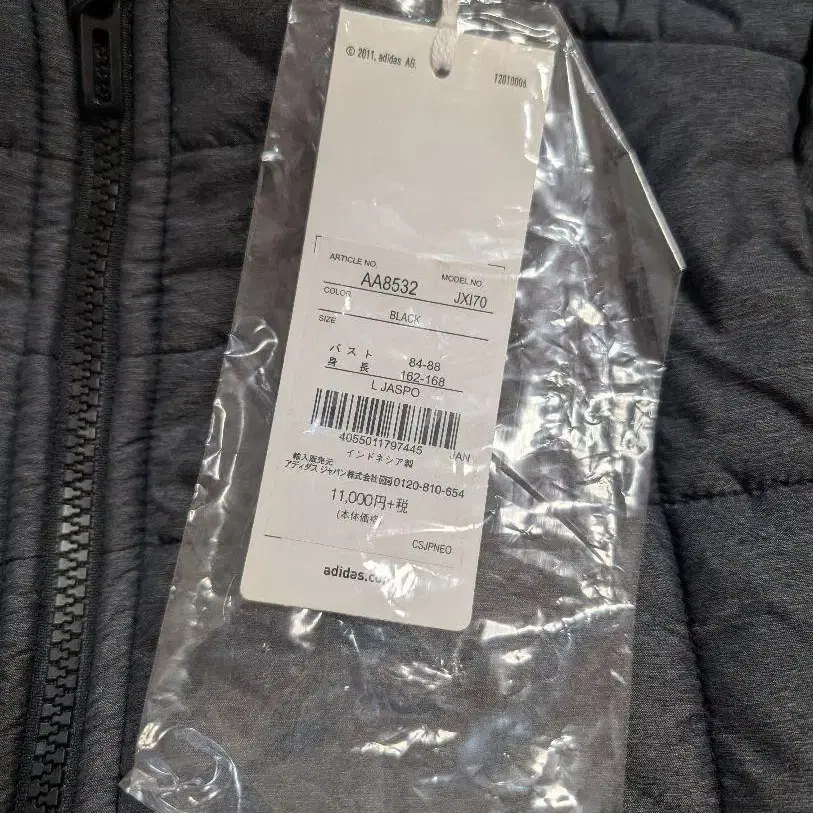 © 2011, adidas AG.
12010006
ARTICLE NO.
AA8532
MODEL NO.
JXI70
COLOR
BLACK
SIZE
バスト 84-88
身長 162-168
L JASPO
4055011797445 JAN
インドネシア製
輸入販売元
アディダス ジャパン株式会社 0120-810-654
11,000円+税
(本体価格
CSJPNEO
adidas.co